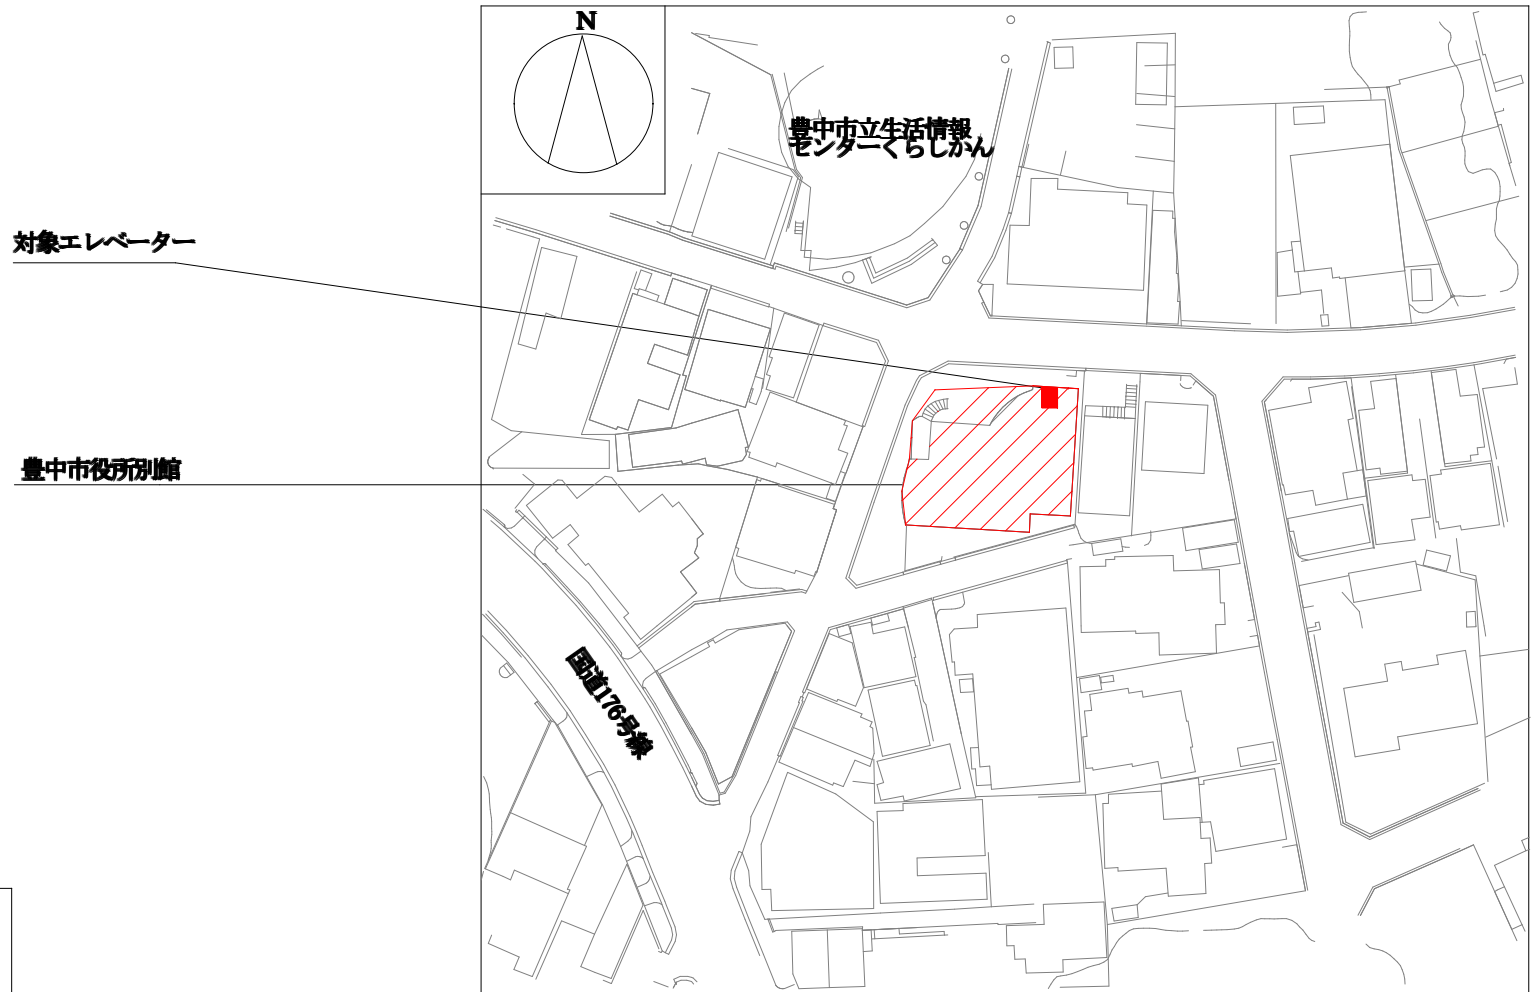 N
豊中市立生活情報
センターくらしかん
対象エレベーター
豊中市役所別館
国道176号線